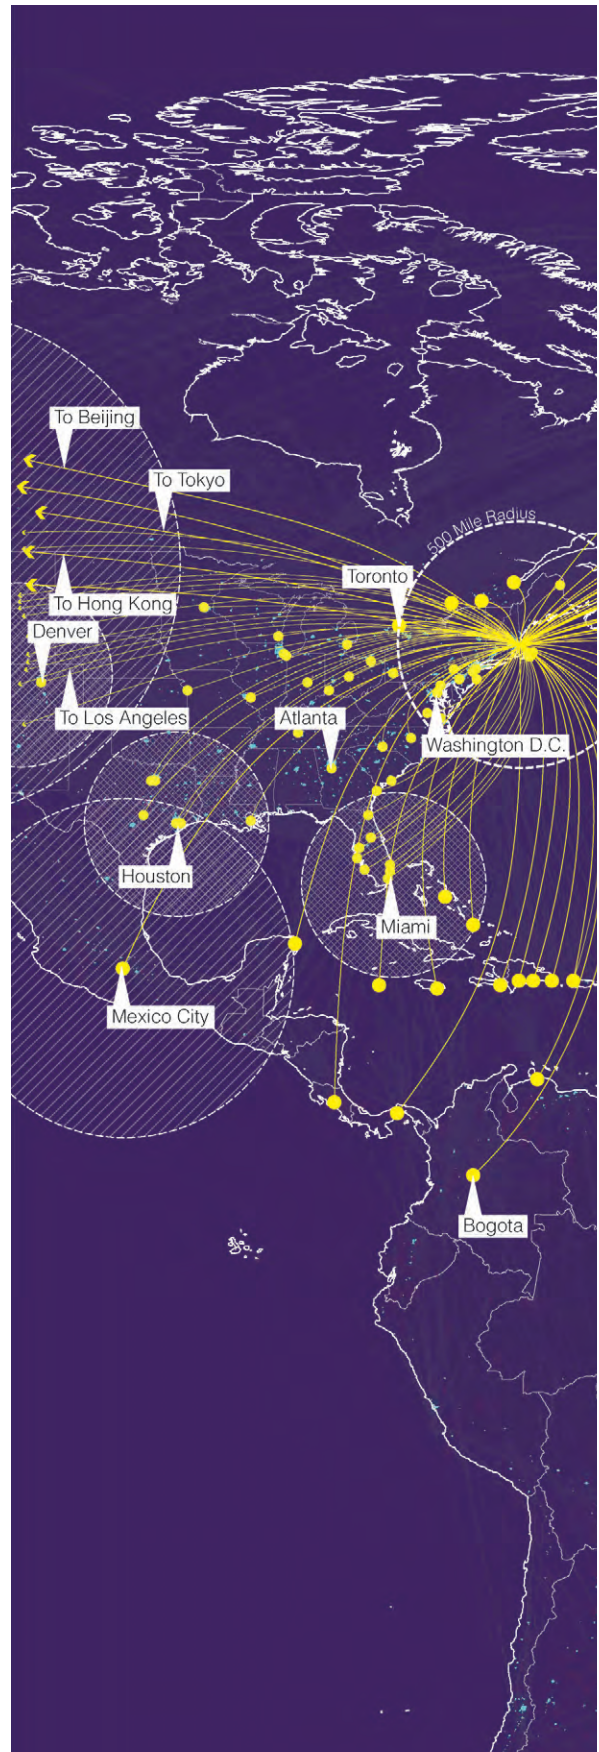 To Beijing
To Tokyo
500 Mile Radius
Toronto
To Hong Kong
Denver
To Los Angeles
Atlanta
Washington D.C.
Houston
Miami
Mexico City
Bogota